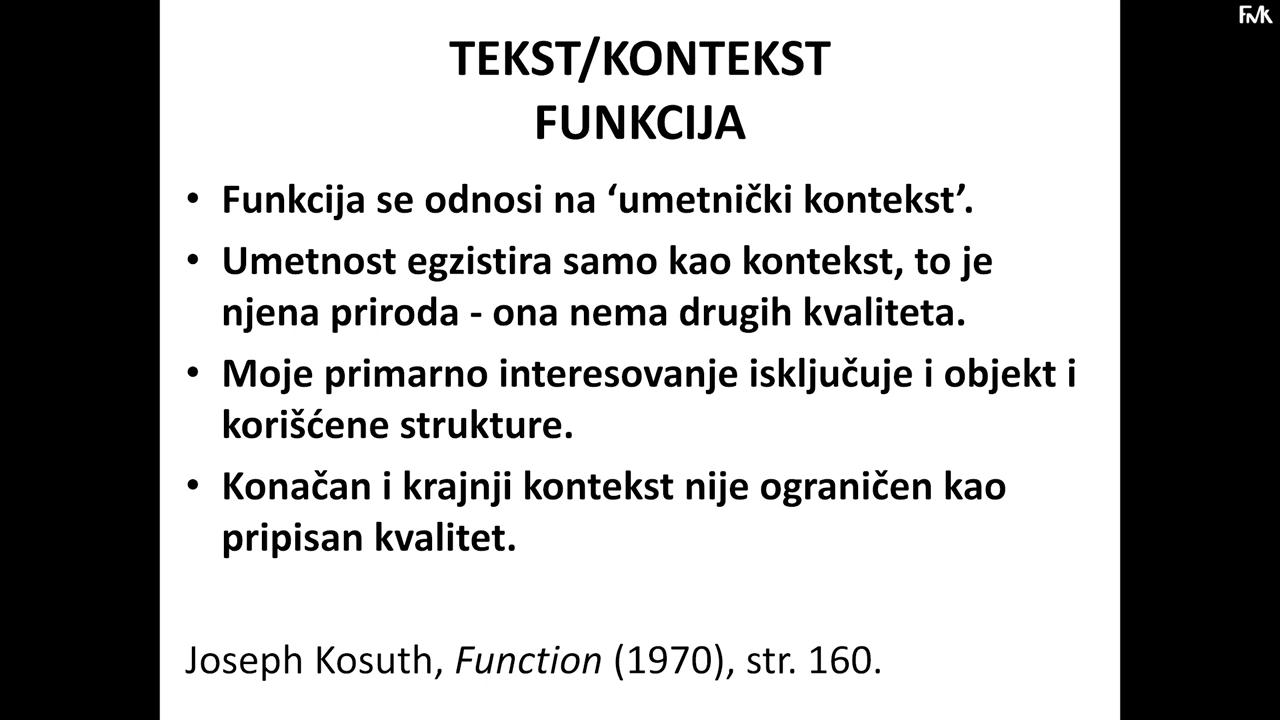 FMK
TEKST/KONTEKST
FUNKCIJA
• Funkcija se odnosi na ‘umetnički kontekst’.
• Umetnost egzistira samo kao kontekst, to je
njena priroda - ona nema drugih kvaliteta.
• Moje primarno interesovanje isključuje i objekt i
korišćene strukture.
• Konačan i krajnji kontekst nije ograničen kao
pripisan kvalitet.
Joseph Kosuth, Function (1970), str. 160.